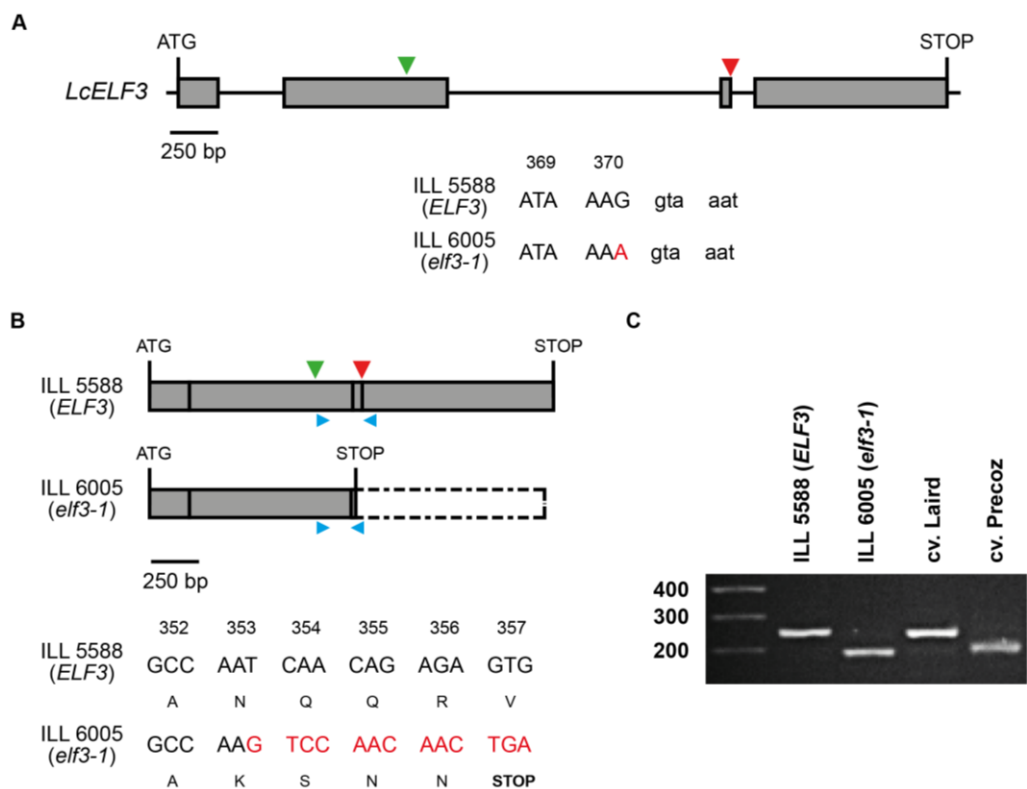 A
ATG STOP
LcELF3
250 bp
369 370
ILL 5588
(ELF3)
ATA AAG gta aat
ILL 6005
(elf3-1)
ATA AAA gta aat
B
ATG STOP
ILL 5588
(ELF3)
ATG STOP
ILL 6005
(elf3-1)
250 bp
352 353 354 355 356 357
ILL 5588
(ELF3)
GCC AAT CAA CAG AGA GTG
A N Q Q R V
ILL 6005
(elf3-1)
GCC AAG TCC AAC AAC TGA
A K S N N STOP
C
ILL 5588 (ELF3)
ILL 6005 (elf3-1)
cv. Laird
cv. Precoz
400
300
200